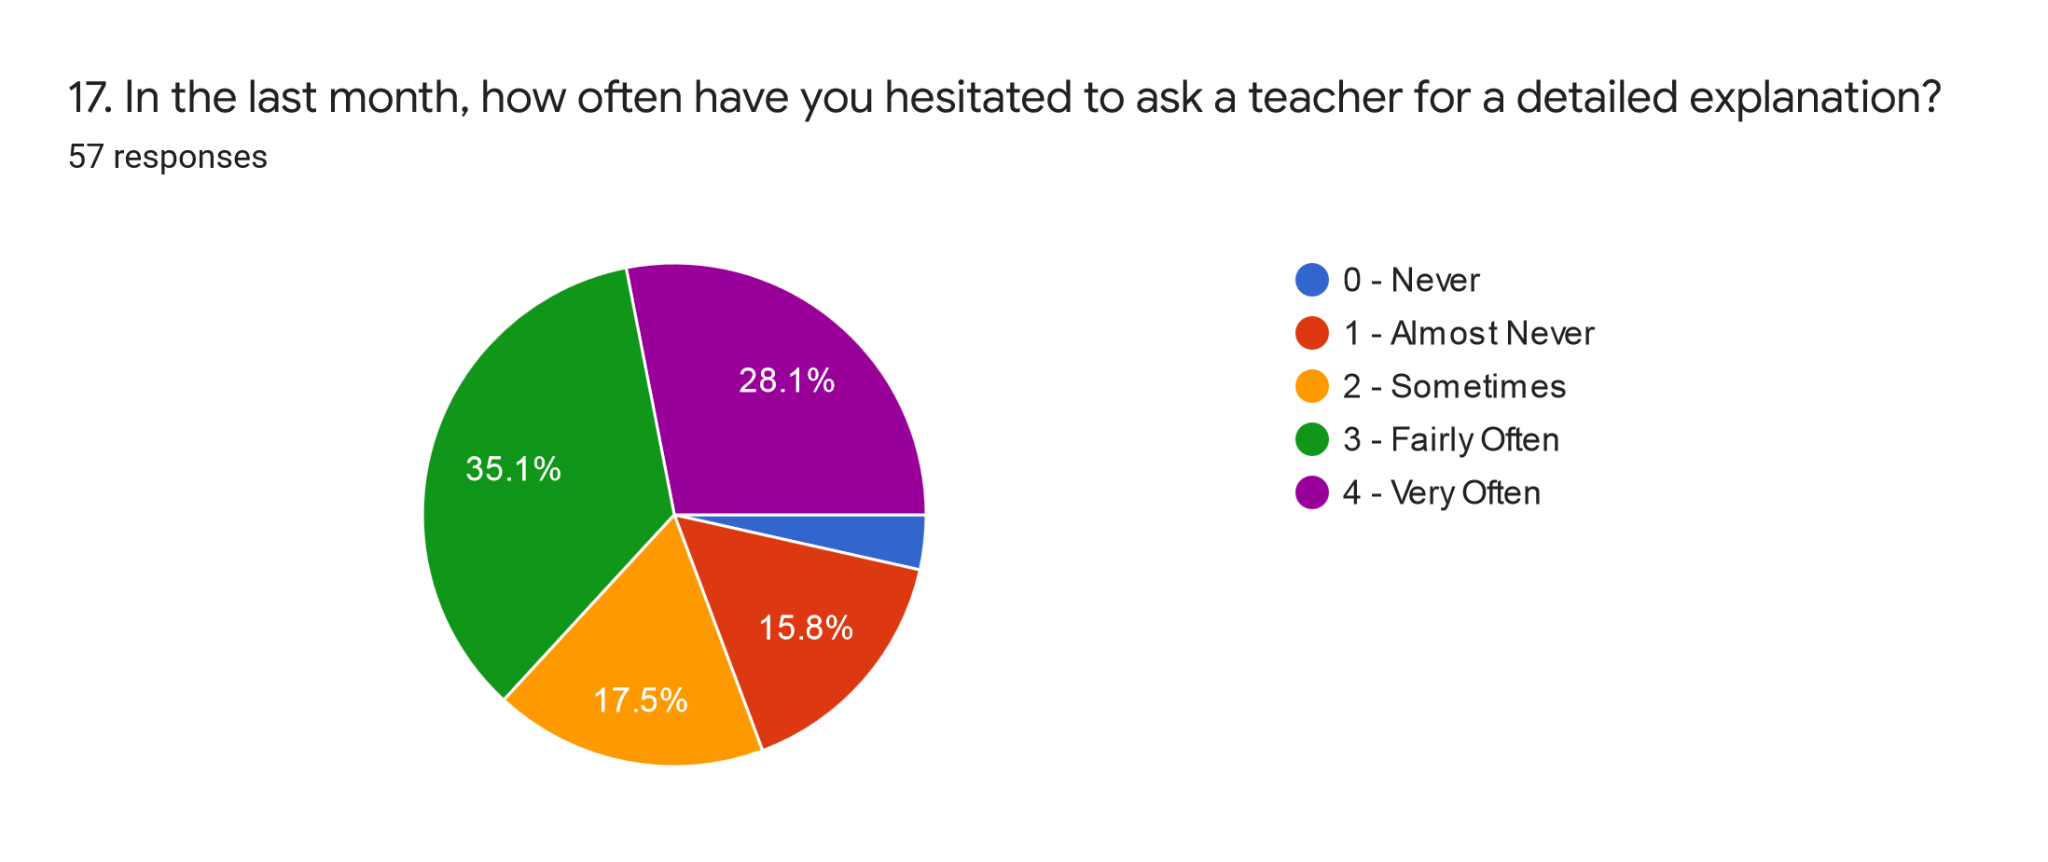 17. In the last month, how often have you hesitated to ask a teacher for a detailed explanation?
57 responses
28.1%
35.1%
15.8%
17.5%
0 - Never
1 - Almost Never
2 - Sometimes
3 - Fairly Often
4 - Very Often